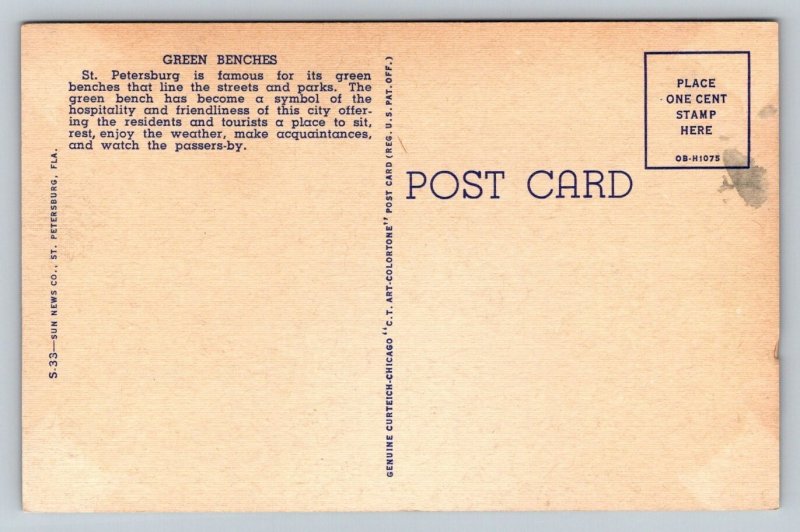 GREEN BENCHES
St. Petersburg is famous for its green
benches that line the streets and parks. The
green bench has become a symbol of the
hospitality and friendliness of this city offer-
ing the residents and tourists a place to sit,
rest, enjoy the weather, make acquaintances,
and watch the passers-by.
S-33—SUN NEWS CO., ST. PETERSBURG, FLA.
GENUINE CURTEICH-CHICAGO "C.T. ART-COLORTONE" POST CARD (REG. U.S. PAT. OFF.)
POST CARD
PLACE
ONE CENT
STAMP
HERE
OB-H1075